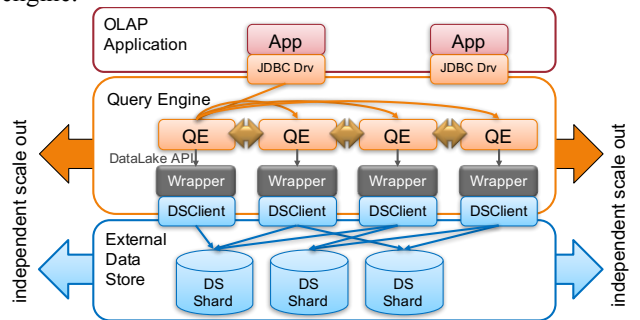 engine.
OLAP
Application
App
App
JDBC Drv
JDBC Drv
Query Engine
QE
QE
QE
QE
DataLake API
Wrapper
Wrapper
Wrapper
Wrapper
DSClient
DSClient
DSClient
DSClient
External
Data
Store
DS
Shard
DS
Shard
DS
Shard
independent scale out
independent scale out